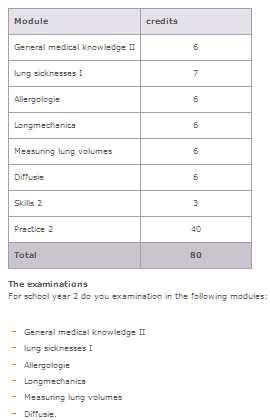 Module credits
General medical knowledge II 6
lung sicknesses I 7
Allergologie 6
Longmechanica 6
Measuring lung volumes 6
Diffusie 6
Skills 2 3
Practice 2 40
Total 80
The examinations
For school year 2 do you examination in the following modules:
- General medical knowledge II
- lung sicknesses I
- Allergologie
- Longmechanica
- Measuring lung volumes
- Diffusie.